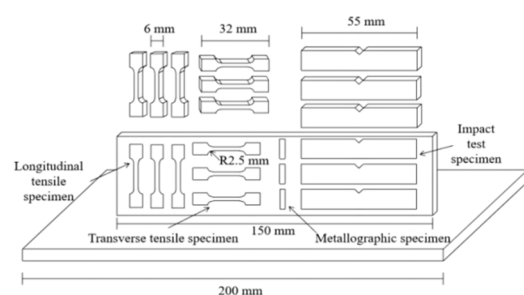 6 mm
32 mm
55 mm
R2.5 mm
Impact
test
specimen
Longitudinal
tensile
specimen
Transverse tensile specimen
150 mm
Metallographic specimen
200 mm